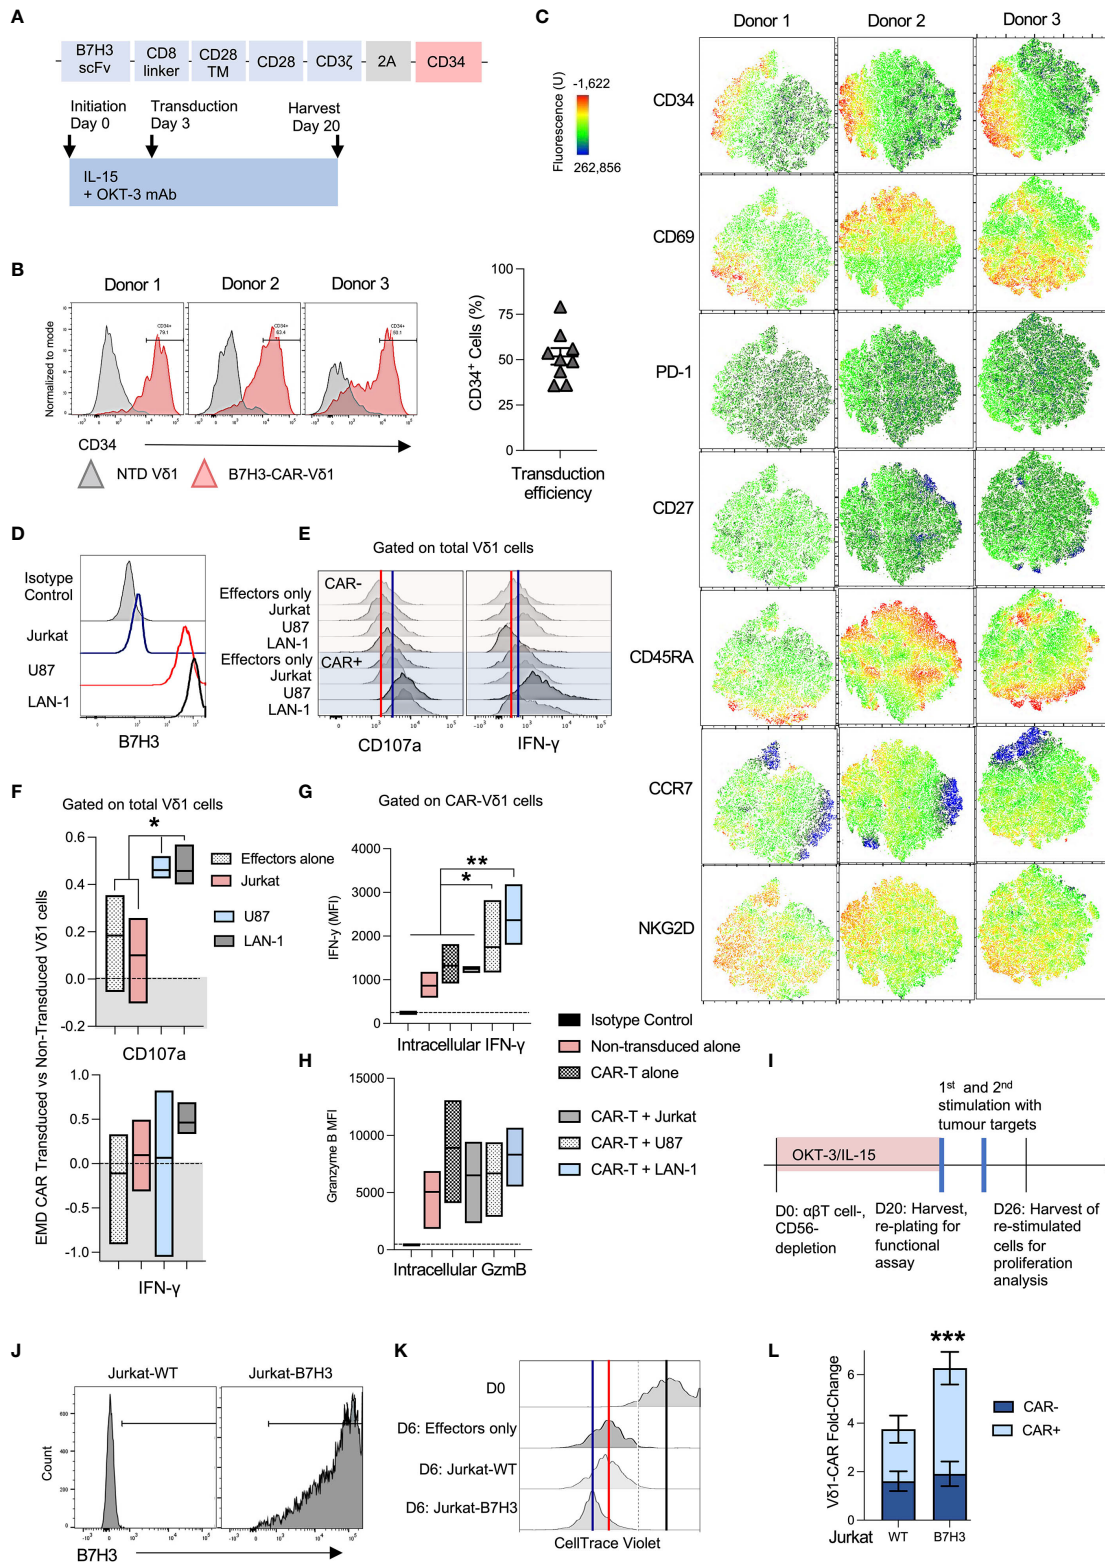 A
B7H3 scFv
CD8 linker
CD28 TM
CD28
CD3ζ
2A
CD34
Initiation Day 0
Transduction Day 3
Harvest Day 20
IL-15
+ OKT-3 mAb
B
Donor 1
Donor 2
Donor 3
Normalized to mode
CD34+ 79.1
CD34+ 63.4
CD34
NTD Vδ1
B7H3-CAR-Vδ1
CD34+ Cells (%)
100
75
50
25
0
Transduction efficiency
C
Donor 1
Donor 2
Donor 3
Fluorescence (U)
-1,622
262,856
CD34
CD69
PD-1
CD27
CD45RA
CCR7
NKG2D
D
Isotype Control
Jurkat
U87
LAN-1
B7H3
E
Gated on total Vδ1 cells
CAR-
Effectors only
Jurkat
U87
LAN-1
CAR+
Effectors only
Jurkat
U87
LAN-1
CD107a
IFN-γ
F
Gated on total Vδ1 cells
EMD CAR Transduced vs Non-Transduced Vδ1 cells
0.6
0.4
0.2
0.0
-0.2
*
CD107a
Effectors alone
Jurkat
U87
LAN-1
1.0
0.5
0.0
-0.5
-1.0
IFN-γ
G
Gated on CAR-Vδ1 cells
IFN-y (MFI)
4000
3000
2000
1000
0
**
*
Intracellular IFN-γ
Isotype Control
Non-transduced alone
CAR-T alone
CAR-T + Jurkat
CAR-T + U87
CAR-T + LAN-1
H
Granzyme B MFI
15000
10000
5000
0
Intracellular GzmB
I
1st and 2nd stimulation with tumour targets
OKT-3/IL-15
D0: αβT cell-, CD56- depletion
D20: Harvest, re-plating for functional assay
D26: Harvest of re-stimulated cells for proliferation analysis
J
Jurkat-WT
Jurkat-B7H3
Count
600
400
200
0
B7H3
K
D0
D6: Effectors only
D6: Jurkat-WT
D6: Jurkat-B7H3
CellTrace Violet
L
Vδ1-CAR Fold-Change
6
4
2
0
***
CAR-
CAR+
Jurkat
WT
B7H3